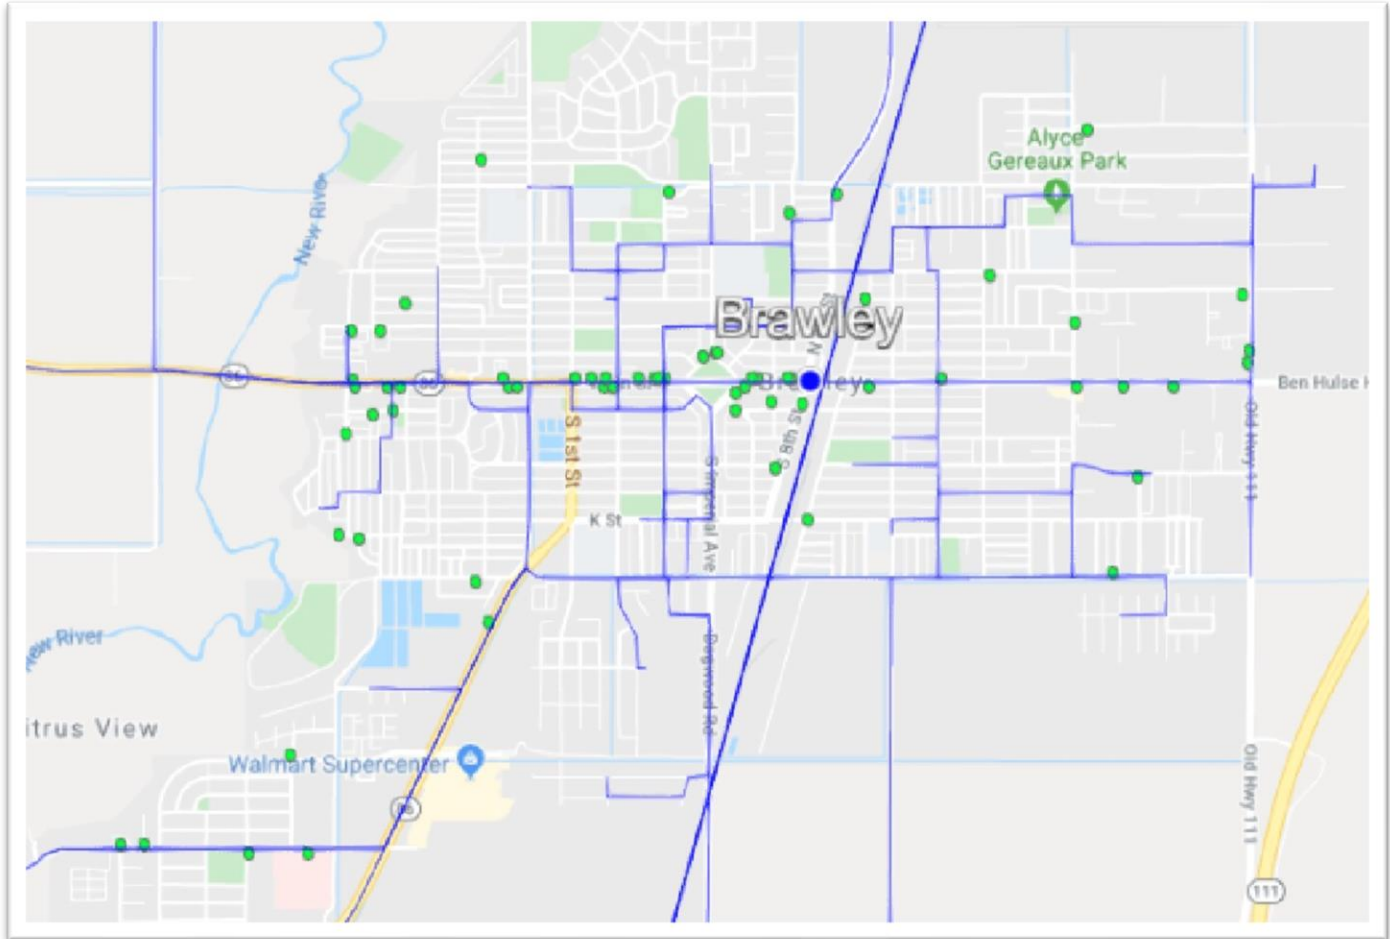 Alyce
Gereaux Park
New River
Brawley
86
86
Brawley
Ben Hulse H
S 1st St
S 8th St
Old Hwy 111
S Imperial Ave
K St
New River
Dogwood Rd
itrus View
Walmart Supercenter
Old Hwy 111
86
111